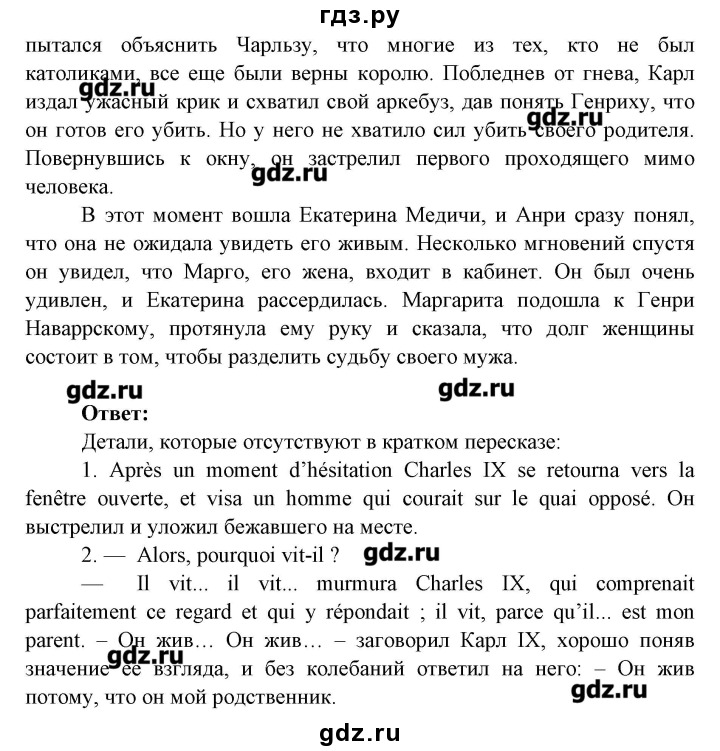 гдз.ру
пытался объяснить Чарльзу, что многие из тех, кто не был
католиками, все еще были верны королю. Побледнев от гнева, Карл
издал ужасный крик и схватил свой аркебуз, дав понять Генриху, что
он готов его убить. Но у него не хватило сил убить своего родителя.
Повернувшись к окну, он застрелил первого проходящего мимо
человека.
В этот момент вошла Екатерина Медичи, и Анри сразу понял,
что она не ожидала увидеть его живым. Несколько мгновений спустя
он увидел, что Марго, его жена, входит в кабинет. Он был очень
удивлен, и Екатерина рассердилась. Маргарита подошла к Генри
Наваррскому, протянула ему руку и сказала, что долг женщины
состоит в том, чтобы разделить судьбу своего мужа.
Ответ:
Детали, которые отсутствуют в кратком пересказе:
1. Après un moment d’hésitation Charles IX se retourna vers la
fenêtre ouverte, et visa un homme qui courait sur le quai opposé. Он
выстрелил и уложил бежавшего на месте.
2. — Alors, pourquoi vit-il ?
— Il vit... il vit... murmura Charles IX, qui comprenait
parfaitement ce regard et qui y répondait ; il vit, parce qu’il... est mon
parent. – Он жив… Он жив… – заговорил Карл IX, хорошо поняв
значение ее взгляда, и без колебаний ответил на него: – Он жив
потому, что он мой родственник.
gdz.ru
gdz.ru
gdz.ru
gdz.ru
gdz.ru
gdz.ru
gdz.ru
gdz.ru
gdz.ru